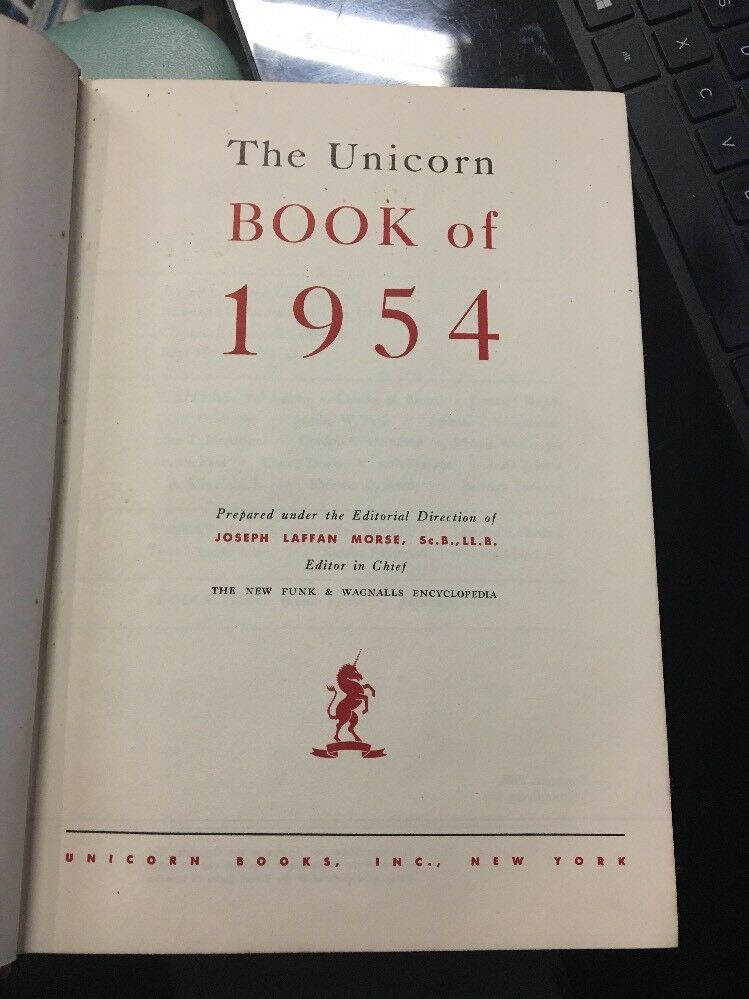 The Unicorn
BOOK of
1954
Prepared under the Editorial Direction of
JOSEPH LAFFAN MORSE, Sc.B., LL.B.
Editor in Chief
THE NEW FUNK & WAGNALLS ENCYCLOPEDIA
UNICORN BOOKS, INC., NEW YORK
S
Alt
X
C
V
B